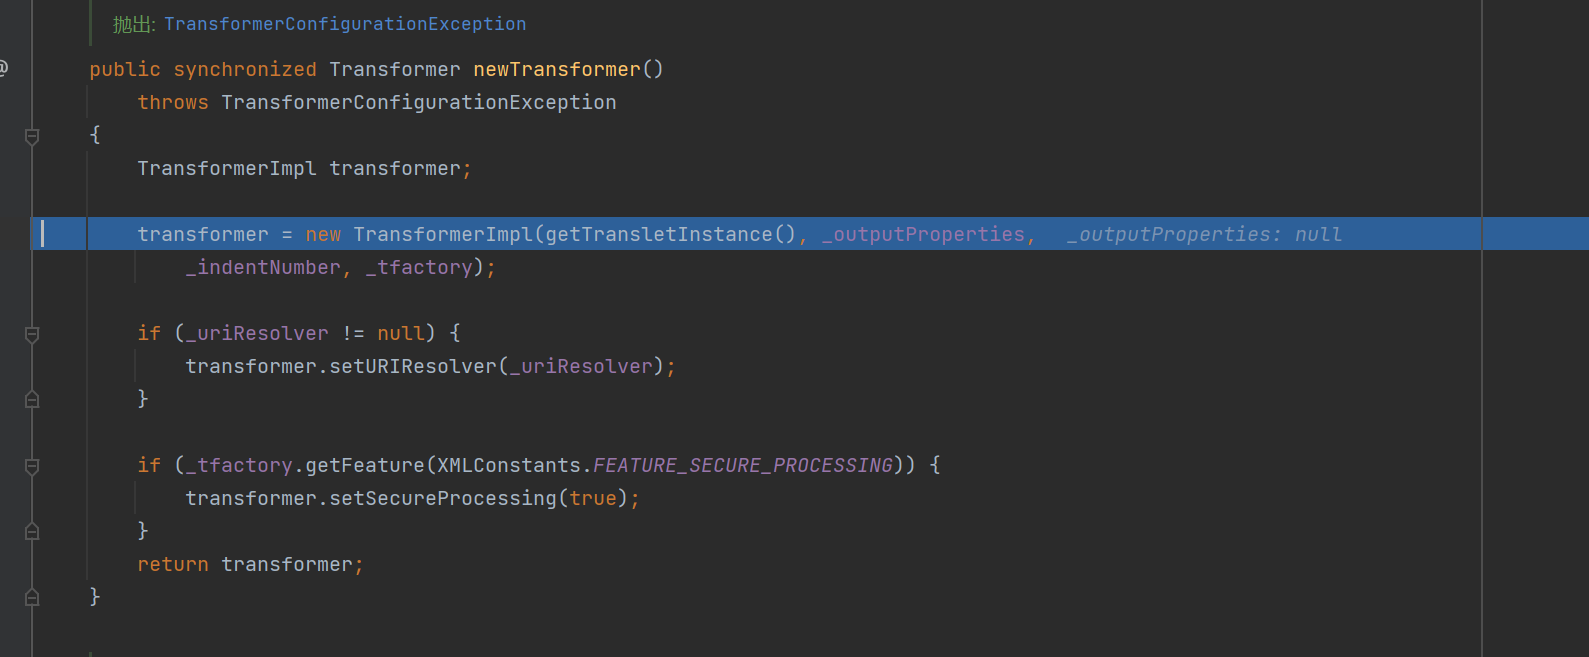 抛出: TransformerConfigurationException
@
public synchronized Transformer newTransformer()
throws TransformerConfigurationException
{
TransformerImpl transformer;
transformer = new TransformerImpl(getTransletInstance(), _outputProperties, _outputProperties: null
_indentNumber, _tfactory);
if (_uriResolver != null) {
transformer.setURIResolver(_uriResolver);
}
if (_tfactory.getFeature(XMLConstants.FEATURE_SECURE_PROCESSING)) {
transformer.setSecureProcessing(true);
}
return transformer;
}